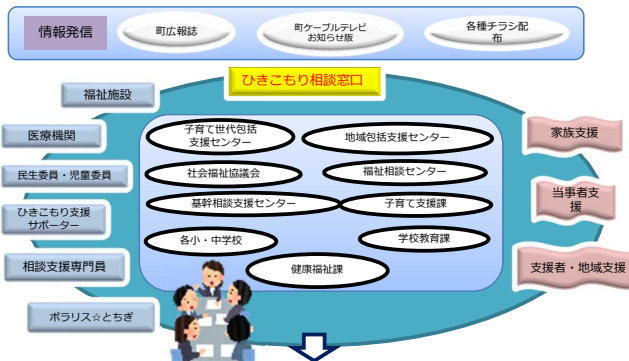 情報発信
町広報誌
町ケーブルテレビ
お知らせ版
各種チラシ配
布
ひきこもり相談窓口
福祉施設
医療機関
民生委員・児童委員
ひきこもり支援
サポーター
相談支援専門員
ポラリス☆とちぎ
子育て世代包括
支援センター
地域包括支援センター
社会福祉協議会
福祉相談センター
基幹相談支援センター
子育て支援課
各小・中学校
学校教育課
健康福祉課
家族支援
当事者支
援
支援者・地域支援